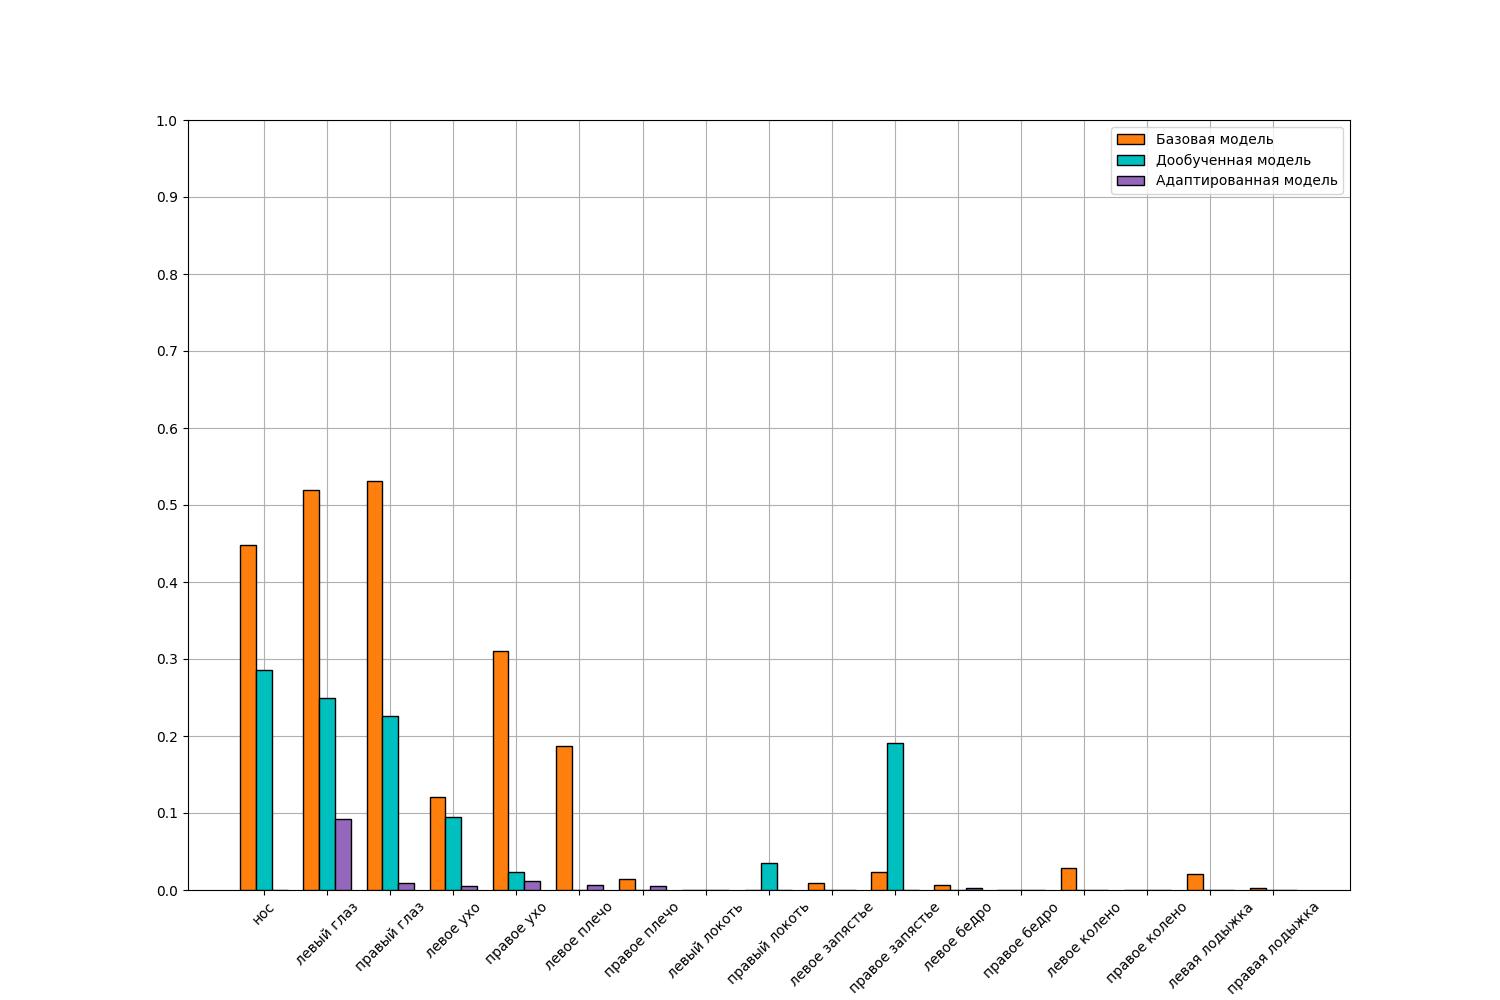 1.0
0.9
0.8
0.7
0.6
0.5
0.4
0.3
0.2
0.1
0.0
Базовая модель
Дообученная модель
Адаптированная модель
нос
левый глаз
правый глаз
левое ухо
правое ухо
левое плечо
правое плечо
левый локоть
правый локоть
левое запястье
правое запястье
левое бедро
правое бедро
левое колено
правое колено
левая лодыжка
правая лодыжка